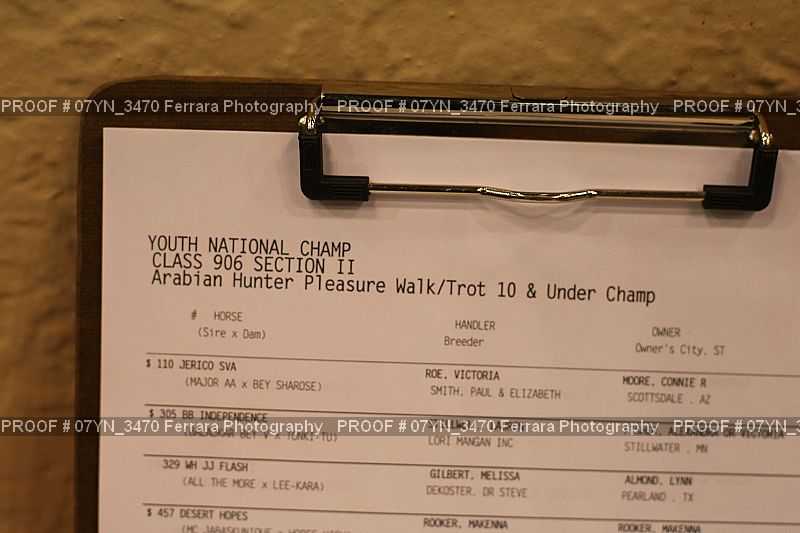 PROOF # 07YN_3470 Ferrara Photography PROOF # 07YN_3470 Ferrara Photography PROOF # 07YN_3470
YOUTH NATIONAL CHAMP
CLASS 906 SECTION II
Arabian Hunter Pleasure Walk/Trot 10 & Under Champ
# HORSE HANDLER OWNER
(Sire x Dam) Breeder Owner's City, ST
$ 110 JERICO SVA ROE, VICTORIA MOORE, CONNIE R
(MAJOR AA x BEY SHAROSE) SMITH, PAUL & ELIZABETH SCOTTSDALE , AZ
$ 305 BB INDEPENDENCE
PROOF # 07YN_3470 Ferrara Photography PROOF # 07YN_3470 Ferrara Photography PROOF # 07YN_3470
LORI MANGAN INC STILLWATER , MN
329 WH JJ FLASH GILBERT, MELISSA ALMOND, LYNN
(ALL THE MORE x LEE-KARA) DEKOSTER, DR STEVE PEARLAND , TX
$ 457 DESERT HOPES ROOKER, MAKENNA ROOKER, MAKENNA